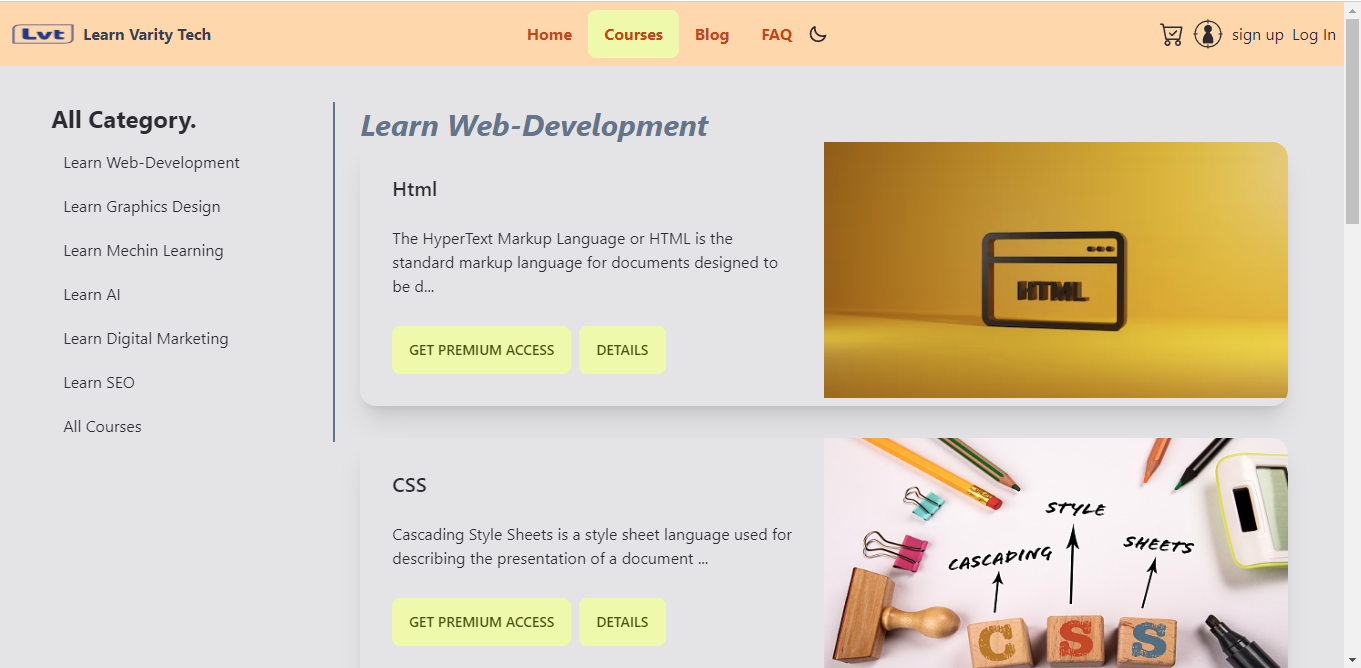 Lvt Learn Varity Tech
Home Courses Blog FAQ
sign up Log In
All Category.
Learn Web-Development
Learn Graphics Design
Learn Mechin Learning
Learn AI
Learn Digital Marketing
Learn SEO
All Courses
Learn Web-Development
Html
The HyperText Markup Language or HTML is the
standard markup language for documents designed to
be d...
GET PREMIUM ACCESS DETAILS
HTML
CSS
Cascading Style Sheets is a style sheet language used for
describing the presentation of a document ...
GET PREMIUM ACCESS DETAILS
CASCADING
STYLE
SHEETS
C S S